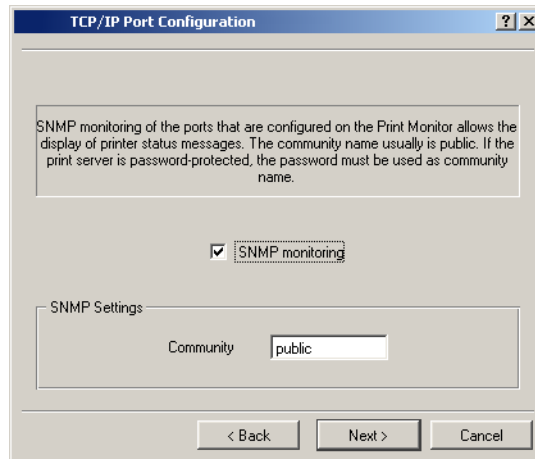 TCP/IP Port Configuration
SNMP monitoring of the ports that are configured on the Print Monitor allows the
display of printer status messages. The community name usually is public. If the
print server is password-protected, the password must be used as community
name.
SNMP monitoring
SNMP Settings
Community
public
< Back
Next >
Cancel